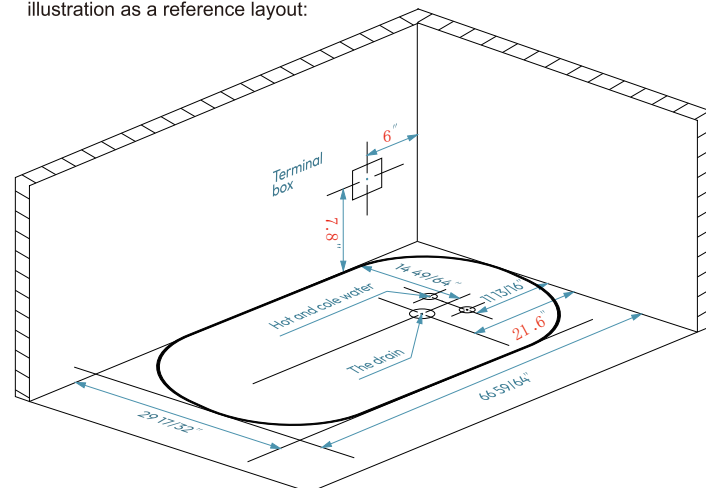 illustration as a reference layout:
6″
Terminal
box
7.8″
14 49/64″
Hot and cole water
11 13/16″
21.6″
The drain
66 59/64″
29 17/32″